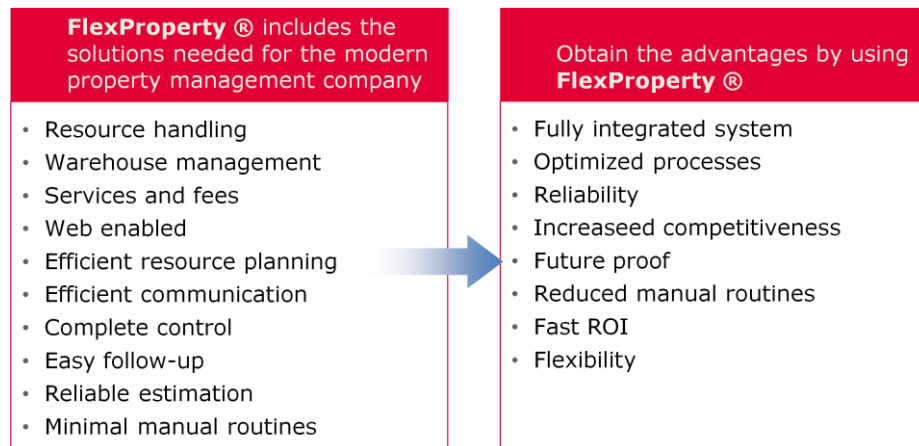 FlexProperty ® includes the
solutions needed for the modern
property management company
• Resource handling
• Warehouse management
• Services and fees
• Web enabled
• Efficient resource planning
• Efficient communication
• Complete control
• Easy follow-up
• Reliable estimation
• Minimal manual routines
Obtain the advantages by using
FlexProperty ®
• Fully integrated system
• Optimized processes
• Reliability
• Increaseed competitiveness
• Future proof
• Reduced manual routines
• Fast ROI
• Flexibility